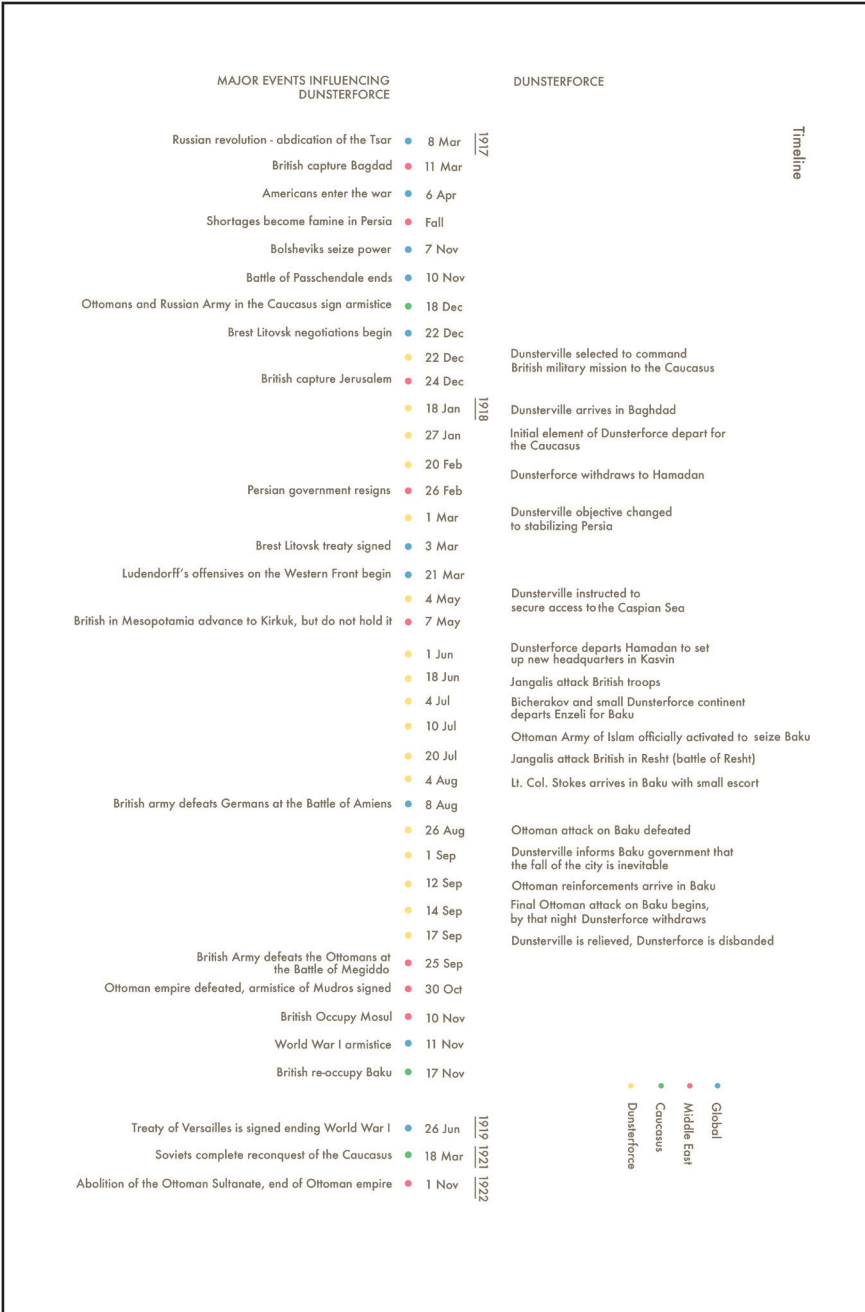 Timeline
MAJOR EVENTS INFLUENCING
DUNSTERFORCE
DUNSTERFORCE
1917
Russian revolution - abdication of the Tsar 8 Mar
British capture Bagdad 11 Mar
Americans enter the war 6 Apr
Shortages become famine in Persia Fall
Bolsheviks seize power 7 Nov
Battle of Passchendale ends 10 Nov
Ottomans and Russian Army in the Caucasus sign armistice 18 Dec
Brest Litovsk negotiations begin 22 Dec
22 Dec Dunsterville selected to command
British military mission to the Caucasus
British capture Jerusalem 24 Dec
1918
18 Jan Dunsterville arrives in Baghdad
27 Jan Initial element of Dunsterforce depart for
the Caucasus
20 Feb Dunsterforce withdraws to Hamadan
Persian government resigns 26 Feb
1 Mar Dunsterville objective changed
to stabilizing Persia
Brest Litovsk treaty signed 3 Mar
Ludendorff's offensives on the Western Front begin 21 Mar
4 May Dunsterville instructed to
secure access to the Caspian Sea
British in Mesopotamia advance to Kirkuk, but do not hold it 7 May
1 Jun Dunsterforce departs Hamadan to set
up new headquarters in Kasvin
18 Jun Jangalis attack British troops
4 Jul Bicherakov and small Dunsterforce continent
departs Enzeli for Baku
10 Jul Ottoman Army of Islam officially activated to seize Baku
20 Jul Jangalis attack British in Resht (battle of Resht)
4 Aug Lt. Col. Stokes arrives in Baku with small escort
British army defeats Germans at the Battle of Amiens 8 Aug
26 Aug Ottoman attack on Baku defeated
1 Sep Dunsterville informs Baku government that
the fall of the city is inevitable
12 Sep Ottoman reinforcements arrive in Baku
14 Sep Final Ottoman attack on Baku begins,
by that night Dunsterforce withdraws
17 Sep Dunsterville is relieved, Dunsterforce is disbanded
British Army defeats the Ottomans at
the Battle of Megiddo 25 Sep
Ottoman empire defeated, armistice of Mudros signed 30 Oct
British Occupy Mosul 10 Nov
World War I armistice 11 Nov
British re-occupy Baku 17 Nov
Treaty of Versailles is signed ending World War I 26 Jun 1919
Soviets complete reconquest of the Caucasus 18 Mar 1921
Abolition of the Ottoman Sultanate, end of Ottoman empire 1 Nov 1922
Global
Middle East
Caucasus
Dunsterforce